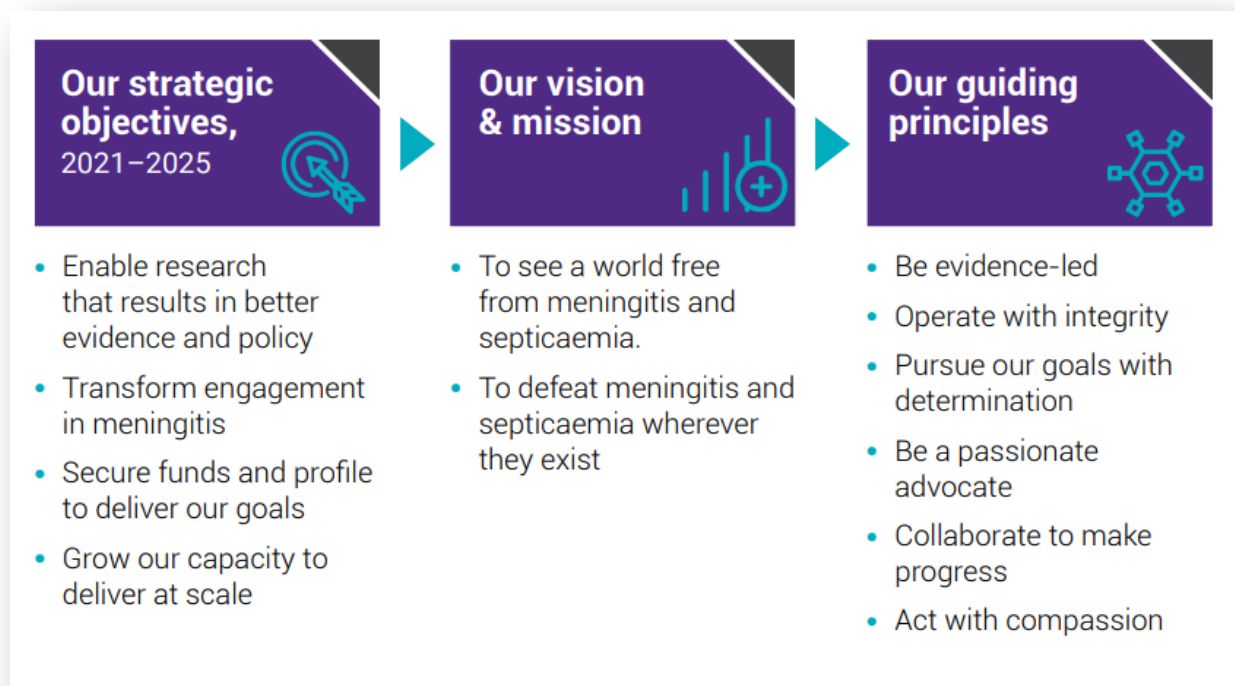 Our strategic
objectives,
2021–2025
• Enable research
that results in better
evidence and policy
• Transform engagement
in meningitis
• Secure funds and profile
to deliver our goals
• Grow our capacity to
deliver at scale
Our vision
& mission
• To see a world free
from meningitis and
septicaemia.
• To defeat meningitis and
septicaemia wherever
they exist
Our guiding
principles
• Be evidence-led
• Operate with integrity
• Pursue our goals with
determination
• Be a passionate
advocate
• Collaborate to make
progress
• Act with compassion